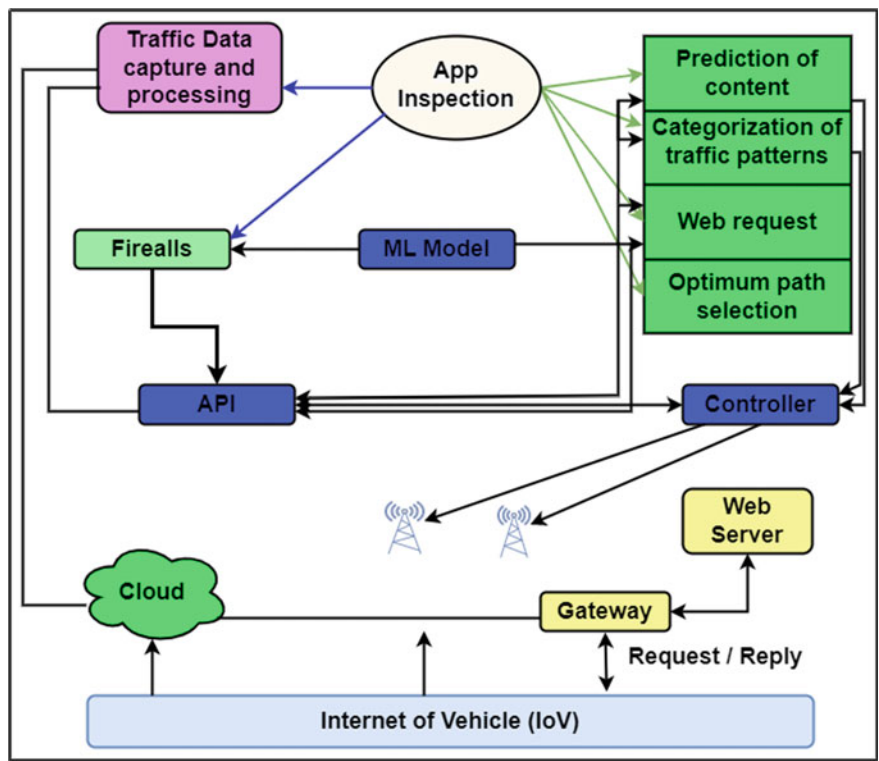 Traffic Data
capture and
processing
App
Inspection
Prediction of
content
Categorization of
traffic patterns
Web request
Optimum path
selection
Firealls
ML Model
API
Controller
Web
Server
Cloud
Gateway
Request / Reply
Internet of Vehicle (IoV)